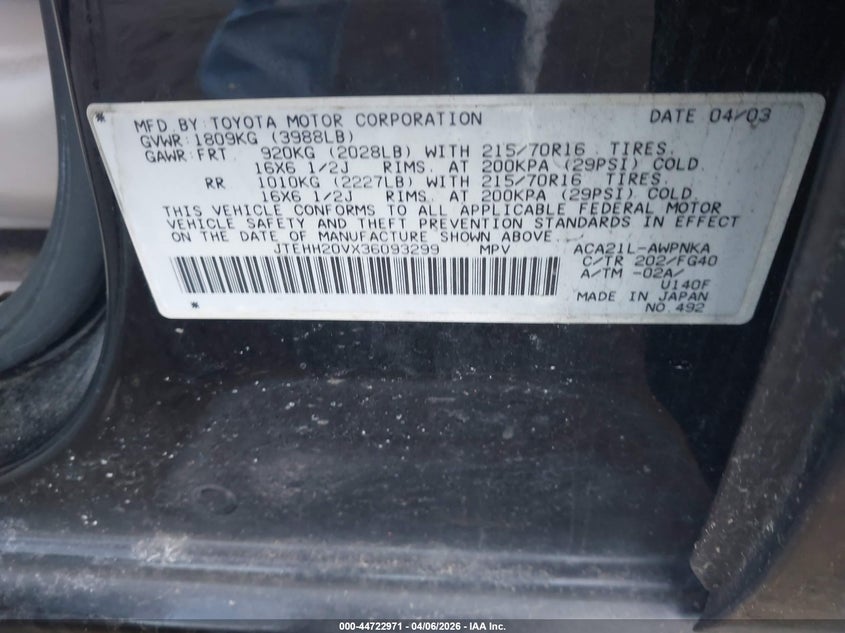 MFD. BY: TOYOTA MOTOR CORPORATION DATE 04/03
GVWR: 1809KG (3988LB)
GAWR: FRT 920KG (2028LB) WITH 215/70R16 TIRES,
16X6 1/2J RIMS, AT 200KPA (29PSI) COLD
RR 1010KG (2227LB) WITH 215/70R16 TIRES,
16X6 1/2J RIMS, AT 200KPA (29PSI) COLD
THIS VEHICLE CONFORMS TO ALL APPLICABLE FEDERAL MOTOR
VEHICLE SAFETY AND THEFT PREVENTION STANDARDS IN EFFECT
ON THE DATE OF MANUFACTURE SHOWN ABOVE.
JTEHH20VX36093299 MPV ACA21L-AWPNKA
C/TR 202/FG40
A/TM -02A/
U140F
MADE IN JAPAN
NO.492
000-44722971 | 04/06/2026 - IAA Inc.